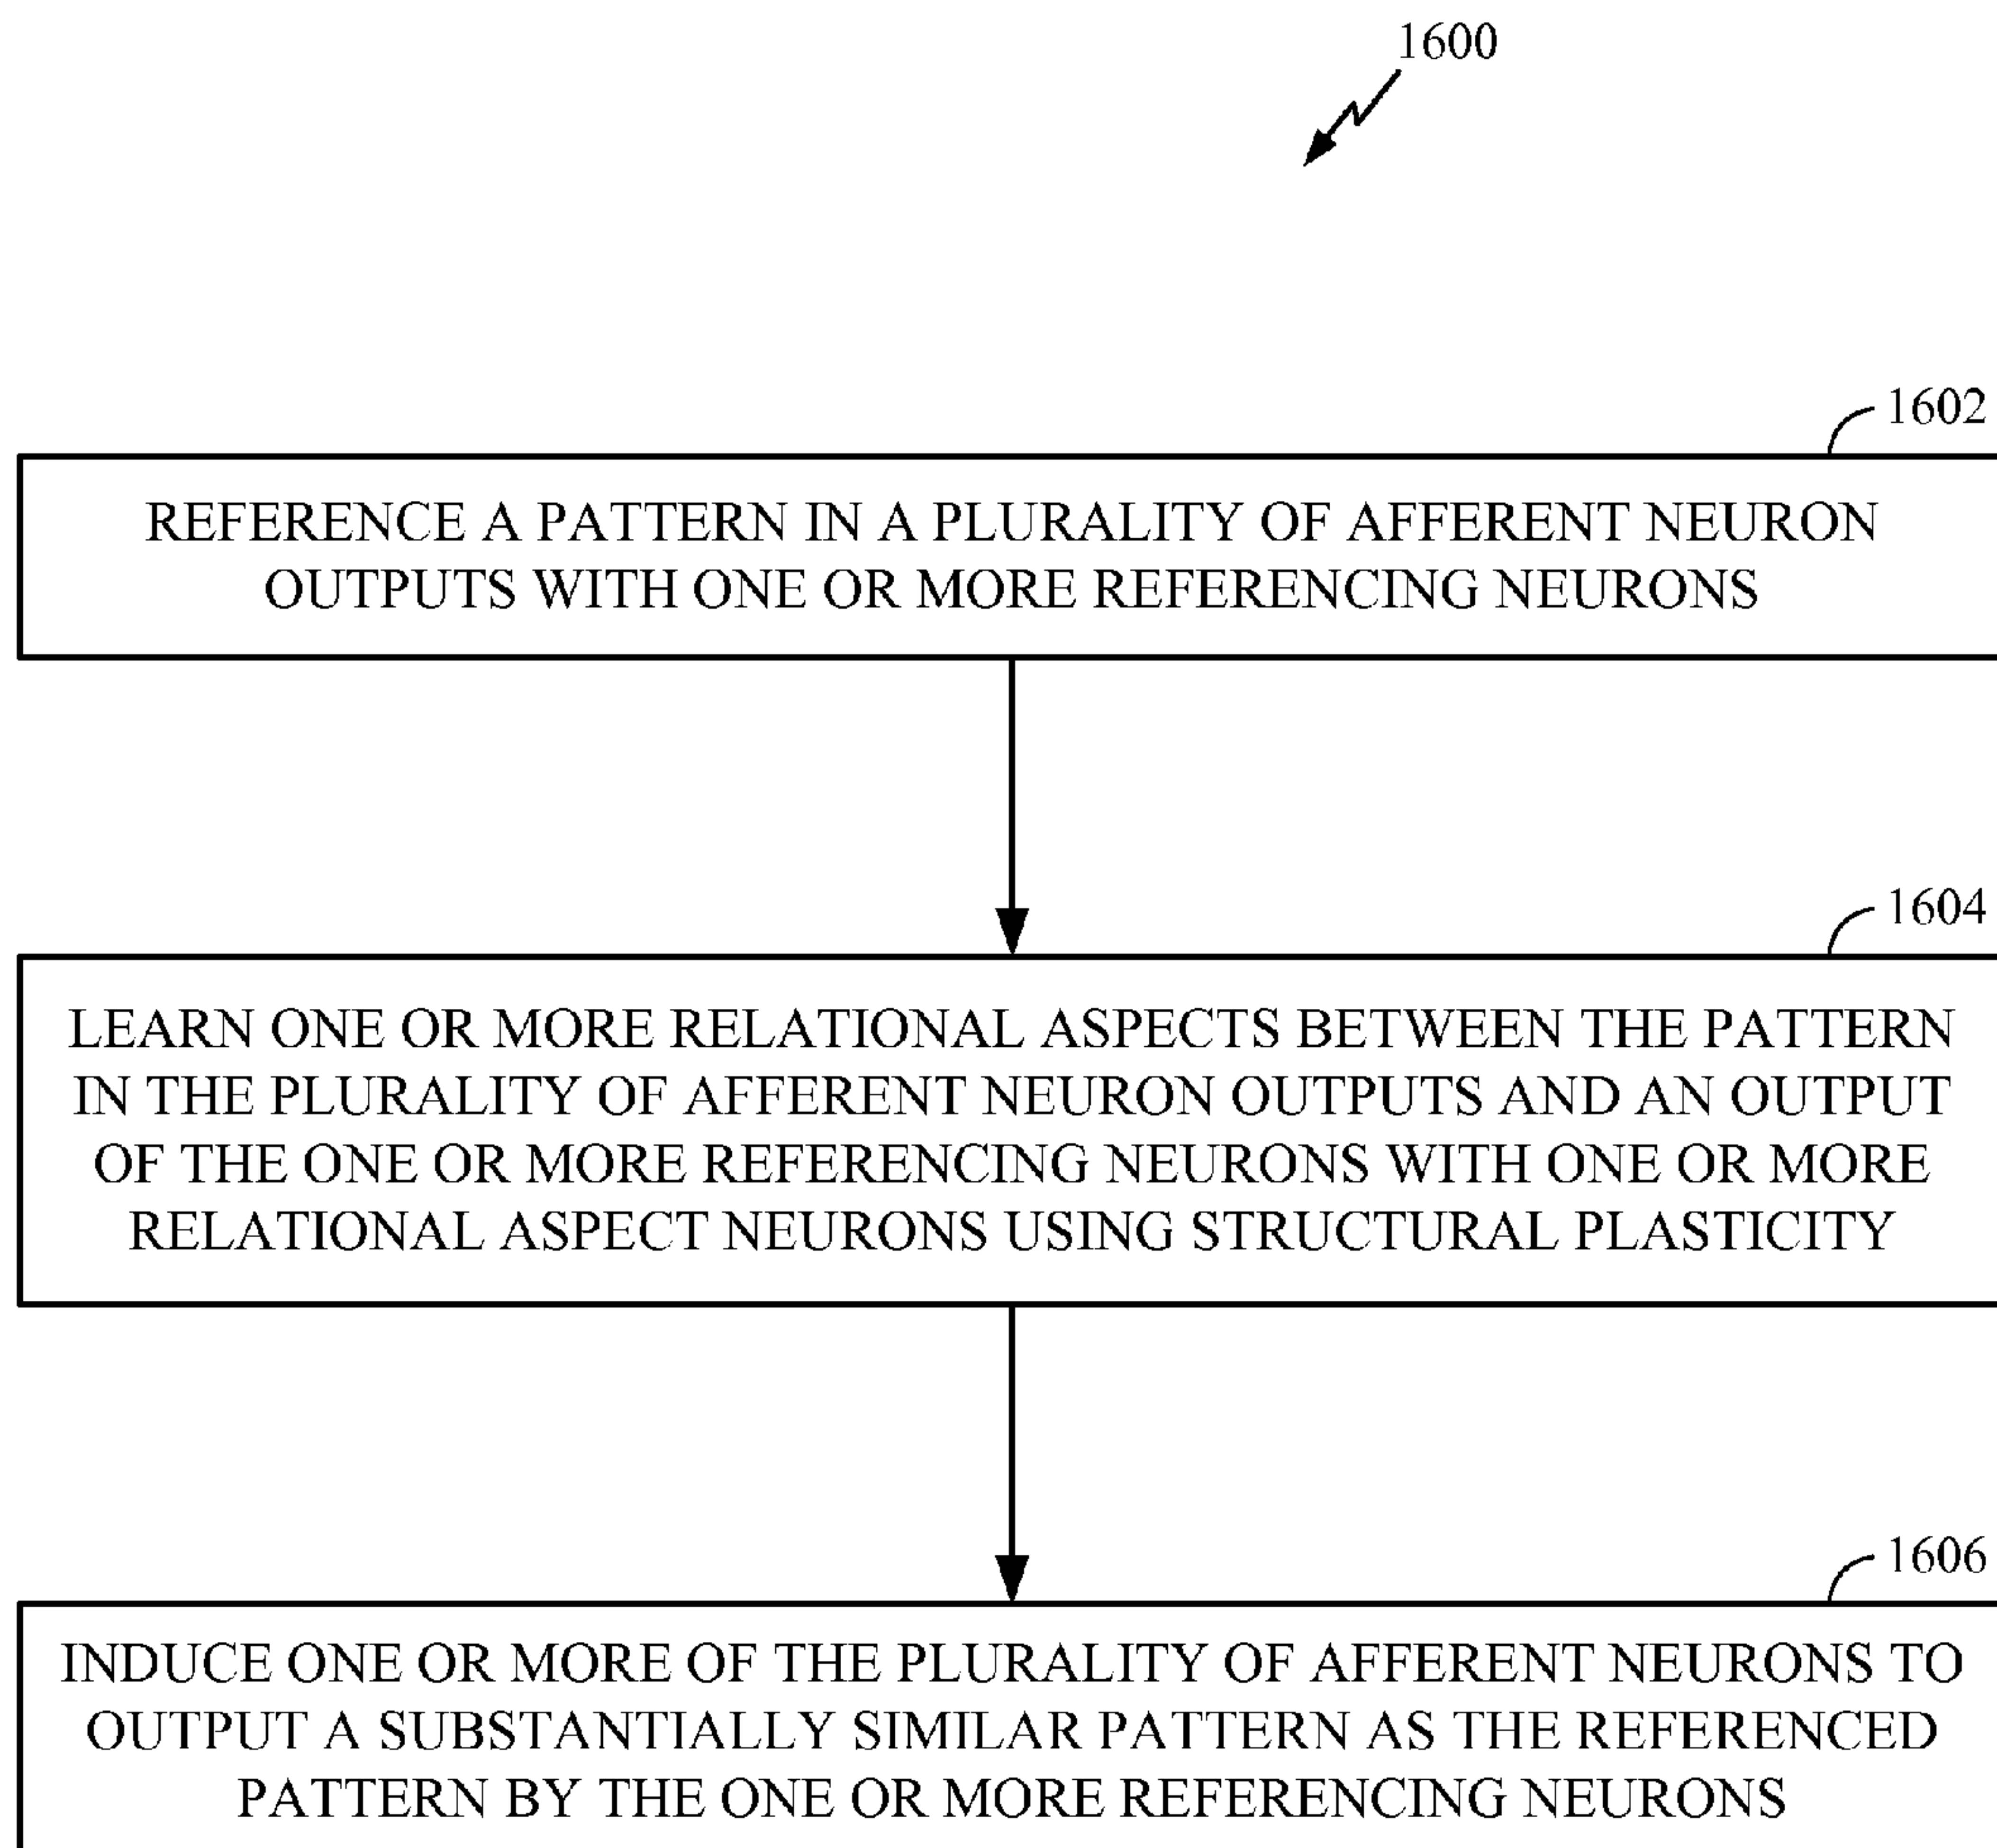 1600
1602
REFERENCE A PATTERN IN A PLURALITY OF AFFERENT NEURON
OUTPUTS WITH ONE OR MORE REFERENCING NEURONS
1604
LEARN ONE OR MORE RELATIONAL ASPECTS BETWEEN THE PATTERN
IN THE PLURALITY OF AFFERENT NEURON OUTPUTS AND AN OUTPUT
OF THE ONE OR MORE REFERENCING NEURONS WITH ONE OR MORE
RELATIONAL ASPECT NEURONS USING STRUCTURAL PLASTICITY
1606
INDUCE ONE OR MORE OF THE PLURALITY OF AFFERENT NEURONS TO
OUTPUT A SUBSTANTIALLY SIMILAR PATTERN AS THE REFERENCED
PATTERN BY THE ONE OR MORE REFERENCING NEURONS